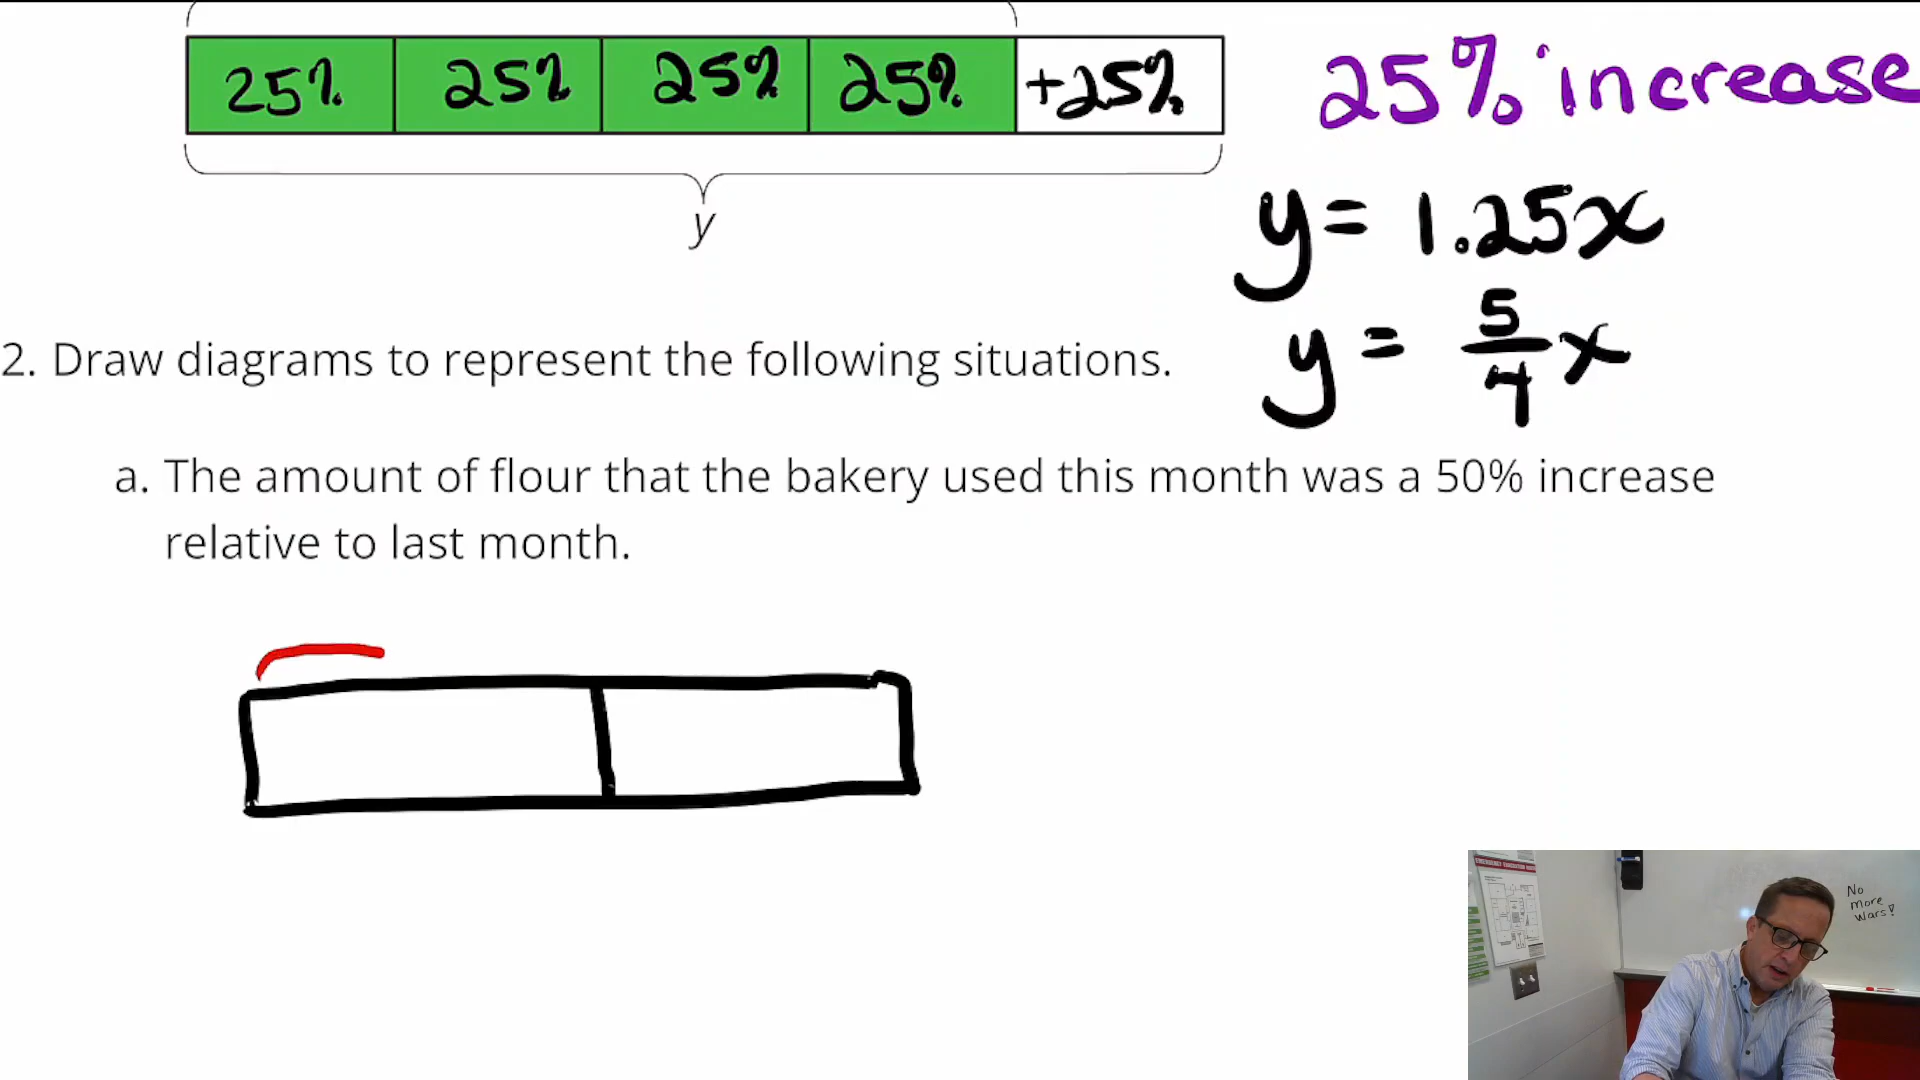 25% 25% 25% 25% +25% 25% increase
y
y = 1.25x
y = 5/4 x
2. Draw diagrams to represent the following situations.
a. The amount of flour that the bakery used this month was a 50% increase
relative to last month.
EMERGENCY EVACUATION
No
more
wars!